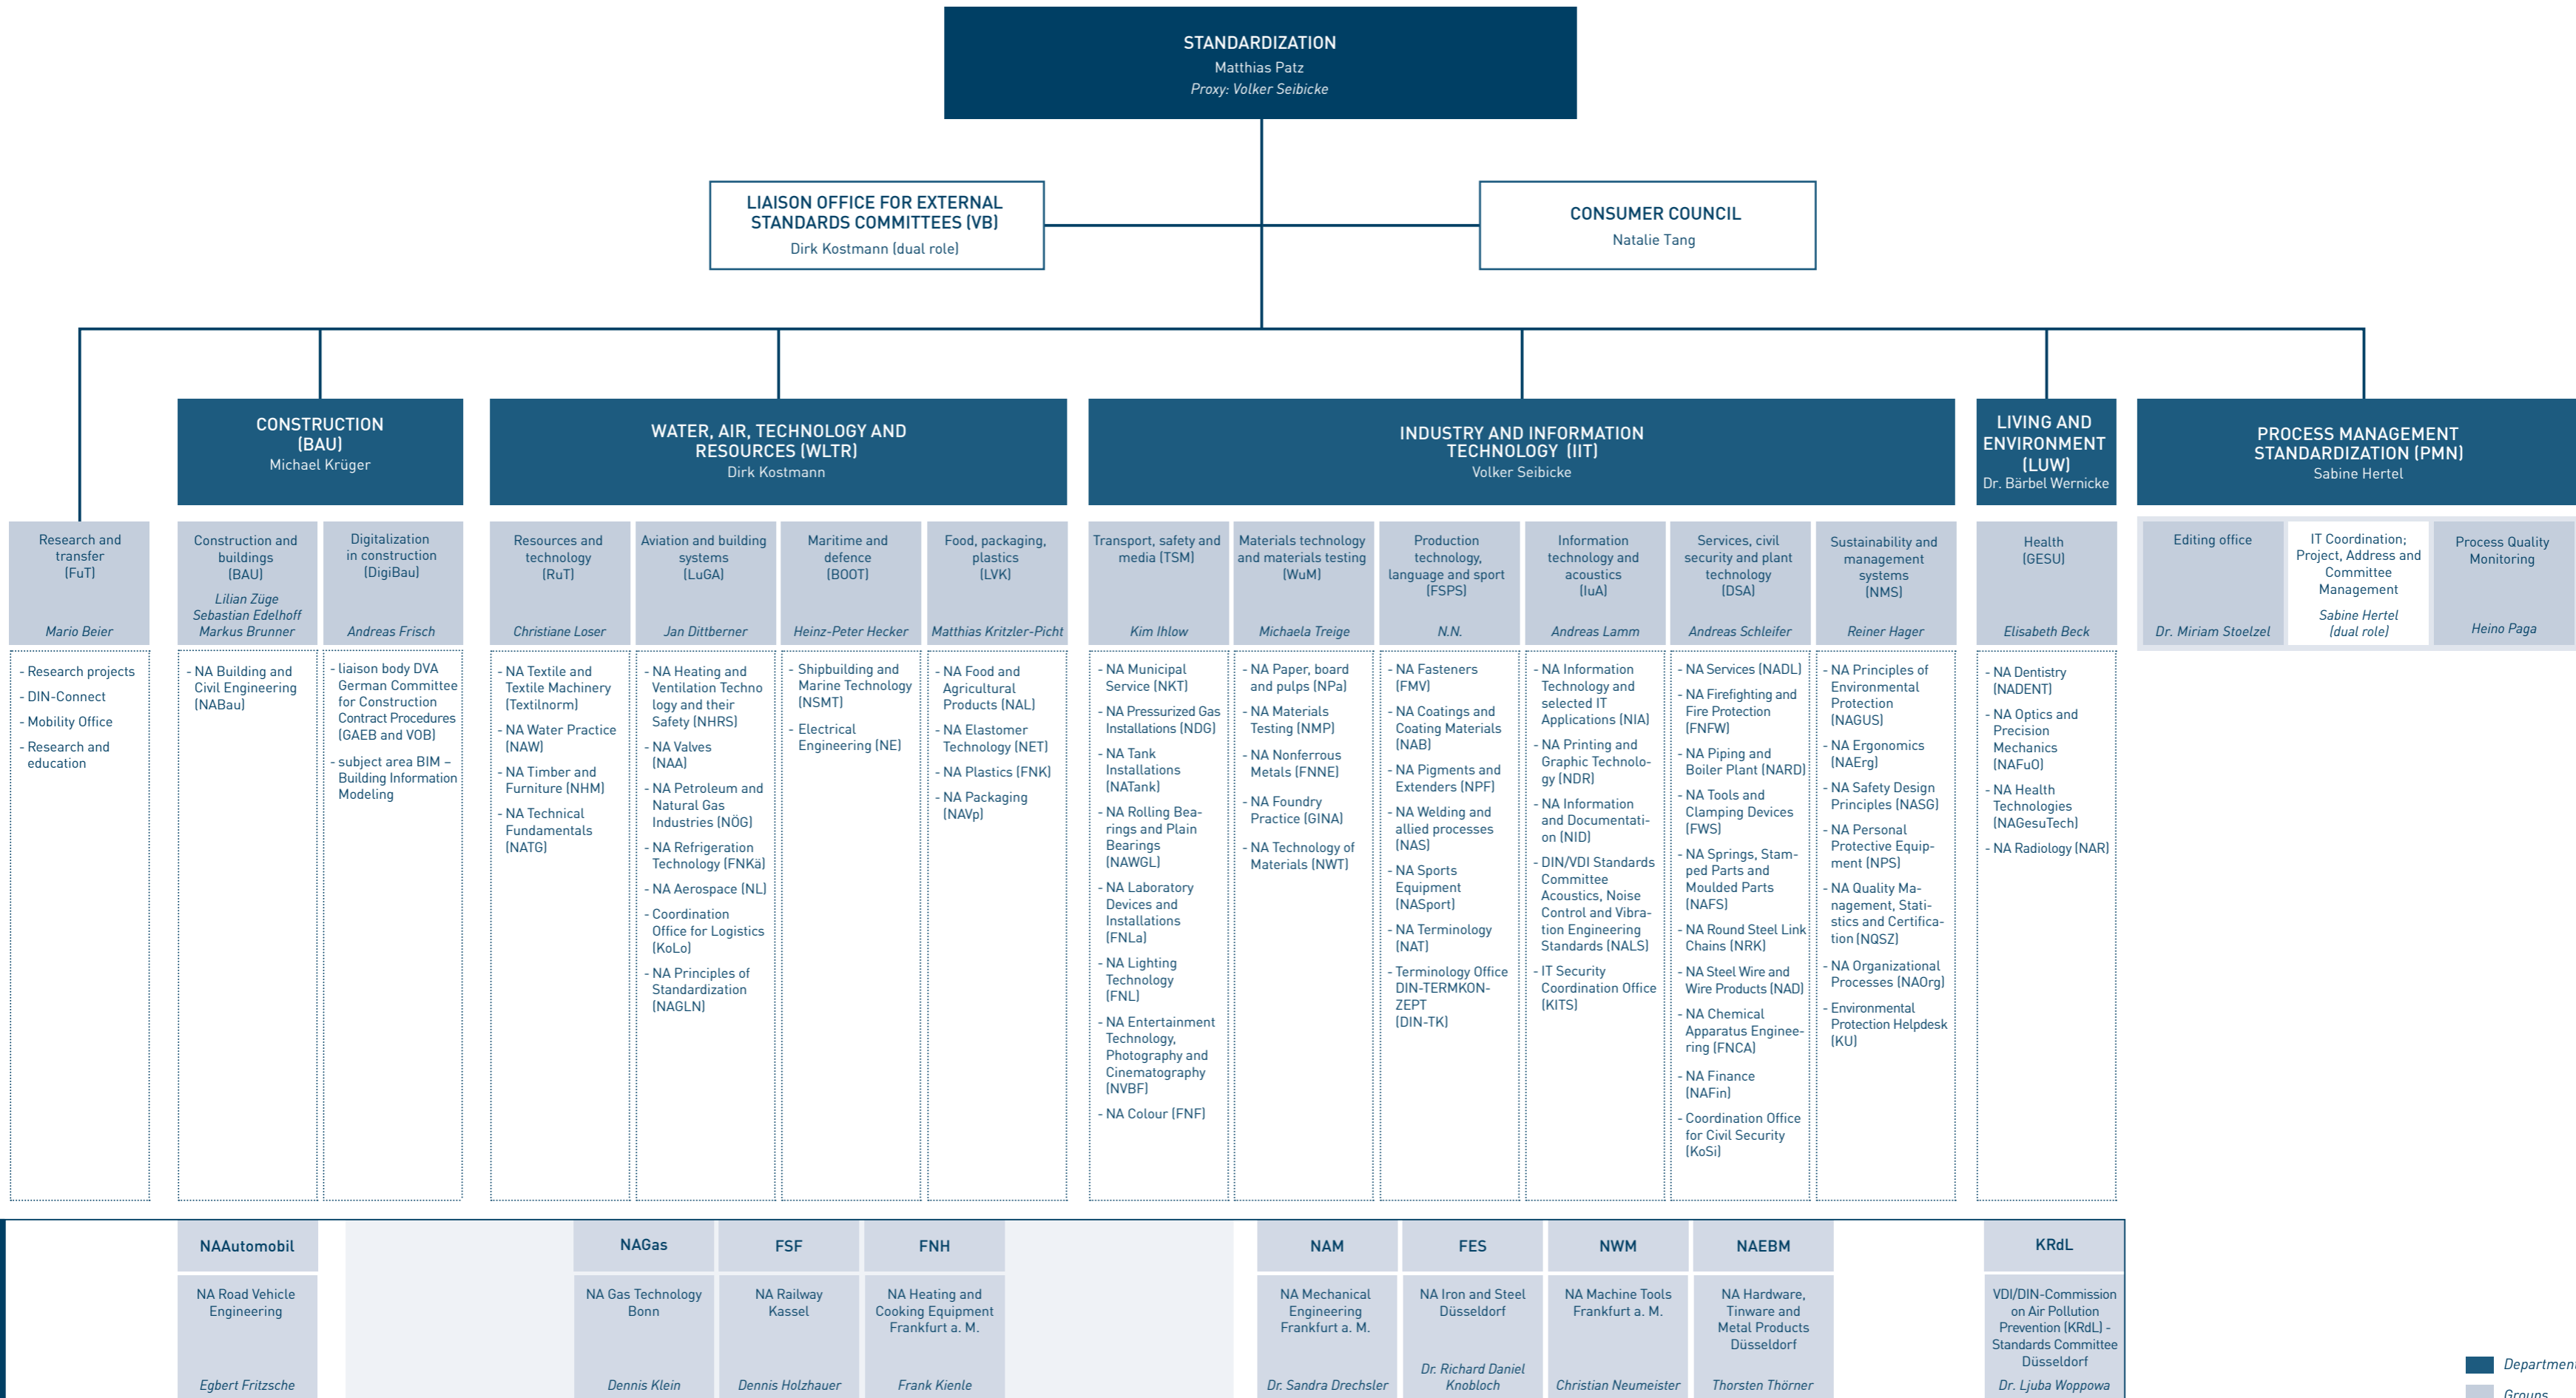 STANDARDIZATION
Matthias Patz
Proxy: Volker Seibicke
LIAISON OFFICE FOR EXTERNAL
STANDARDS COMMITTEES (VB)
Dirk Kostmann (dual role)
CONSUMER COUNCIL
Natalie Tang
CONSTRUCTION
(BAU)
Michael Krüger
WATER, AIR, TECHNOLOGY AND
RESOURCES (WLTR)
Dirk Kostmann
INDUSTRY AND INFORMATION
TECHNOLOGY (IIT)
Volker Seibicke
LIVING AND
ENVIRONMENT
(LUW)
Dr. Bärbel Wernicke
PROCESS MANAGEMENT
STANDARDIZATION (PMN)
Sabine Hertel
Research and
transfer
(FuT)
Mario Beier
- Research projects
- DIN-Connect
- Mobility Office
- Research and
education
Construction and
buildings
(BAU)
Lilian Züge
Sebastian Edelhoff
Markus Brunner
- NA Building and
Civil Engineering
(NABau)
Digitalization
in construction
(DigiBau)
Andreas Frisch
- liaison body DVA
German Committee
for Construction
Contract Procedures
(GAEB and VOB)
- subject area BIM –
Building Information
Modeling
Resources and
technology
(RuT)
Christiane Loser
- NA Textile and
Textile Machinery
(Textilnorm)
- NA Water Practice
(NAW)
- NA Timber and
Furniture (NHM)
- NA Technical
Fundamentals
(NATG)
Aviation and building
systems
(LuGA)
Jan Dittberner
- NA Heating and
Ventilation Techno
logy and their
Safety (NHRS)
- NA Valves
(NAA)
- NA Petroleum and
Natural Gas
Industries (NÖG)
- NA Refrigeration
Technology (FNKä)
- NA Aerospace (NL)
- Coordination
Office for Logistics
(KoLo)
- NA Principles of
Standardization
(NAGLN)
Maritime and
defence
(BOOT)
Heinz-Peter Hecker
- Shipbuilding and
Marine Technology
(NSMT)
- Electrical
Engineering (NE)
Food, packaging,
plastics
(LVK)
Matthias Kritzler-Picht
- NA Food and
Agricultural
Products (NAL)
- NA Elastomer
Technology (NET)
- NA Plastics (FNK)
- NA Packaging
(NAVp)
Transport, safety and
media (TSM)
Kim Ihlow
- NA Municipal
Service (NKT)
- NA Pressurized Gas
Installations (NDG)
- NA Tank
Installations
(NATank)
- NA Rolling Bea-
rings and Plain
Bearings
(NAWGL)
- NA Laboratory
Devices and
Installations
(FNLa)
- NA Lighting
Technology
(FNL)
- NA Entertainment
Technology,
Photography and
Cinematography
(NVBF)
- NA Colour (FNF)
Materials technology
and materials testing
(WuM)
Michaela Treige
- NA Paper, board
and pulps (NPa)
- NA Materials
Testing (NMP)
- NA Nonferrous
Metals (FNNE)
- NA Foundry
Practice (GINA)
- NA Technology of
Materials (NWT)
Production
technology,
language and sport
(FSPS)
N.N.
- NA Fasteners
(FMV)
- NA Coatings and
Coating Materials
(NAB)
- NA Pigments and
Extenders (NPF)
- NA Welding and
allied processes
(NAS)
- NA Sports
Equipment
(NASport)
- NA Terminology
(NAT)
- Terminology Office
DIN-TERMKON-
ZEPT
(DIN-TK)
Information
technology and
acoustics
(IuA)
Andreas Lamm
- NA Information
Technology and
selected IT
Applications (NIA)
- NA Printing and
Graphic Technolo-
gy (NDR)
- NA Information
and Documentati-
on (NID)
- DIN/VDI Standards
Committee
Acoustics, Noise
Control and Vibra-
tion Engineering
Standards (NALS)
- IT Security
Coordination Office
(KITS)
Services, civil
security and plant
technology
(DSA)
Andreas Schleifer
- NA Services (NADL)
- NA Firefighting and
Fire Protection
(FNFW)
- NA Piping and
Boiler Plant (NARD)
- NA Tools and
Clamping Devices
(FWS)
- NA Springs, Stam-
ped Parts and
Moulded Parts
(NAFS)
- NA Round Steel Link
Chains (NRK)
- NA Steel Wire and
Wire Products (NAD)
- NA Chemical
Apparatus Enginee-
ring (FNCA)
- NA Finance
(NAFin)
- Coordination Office
for Civil Security
(KoSi)
Sustainability and
management
systems
(NMS)
Reiner Hager
- NA Principles of
Environmental
Protection
(NAGUS)
- NA Ergonomics
(NAErg)
- NA Safety Design
Principles (NASG)
- NA Personal
Protective Equip-
ment (NPS)
- NA Quality Ma-
nagement, Stati-
stics and Certifica-
tion (NQSZ)
- NA Organizational
Processes (NAOrg)
- Environmental
Protection Helpdesk
(KU)
Health
(GESU)
Elisabeth Beck
- NA Dentistry
(NADENT)
- NA Optics and
Precision
Mechanics
(NAFuO)
- NA Health
Technologies
(NAGesuTech)
- NA Radiology (NAR)
Editing office
Dr. Miriam Stoelzel
IT Coordination;
Project, Address and
Committee
Management
Sabine Hertel
(dual role)
Process Quality
Monitoring
Heino Paga
NAAutomobil
NA Road Vehicle
Engineering
Egbert Fritzsche
NAGas
NA Gas Technology
Bonn
Dennis Klein
FSF
NA Railway
Kassel
Dennis Holzhauer
FNH
NA Heating and
Cooking Equipment
Frankfurt a. M.
Frank Kienle
NAM
NA Mechanical
Engineering
Frankfurt a. M.
Dr. Sandra Drechsler
FES
NA Iron and Steel
Düsseldorf
Dr. Richard Daniel
Knobloch
NWM
NA Machine Tools
Frankfurt a. M.
Christian Neumeister
NAEBM
NA Hardware,
Tinware and
Metal Products
Düsseldorf
Thorsten Thörner
KRdL
VDI/DIN-Commission
on Air Pollution
Prevention (KRdL) -
Standards Committee
Düsseldorf
Dr. Ljuba Woppowa
Department
Groups